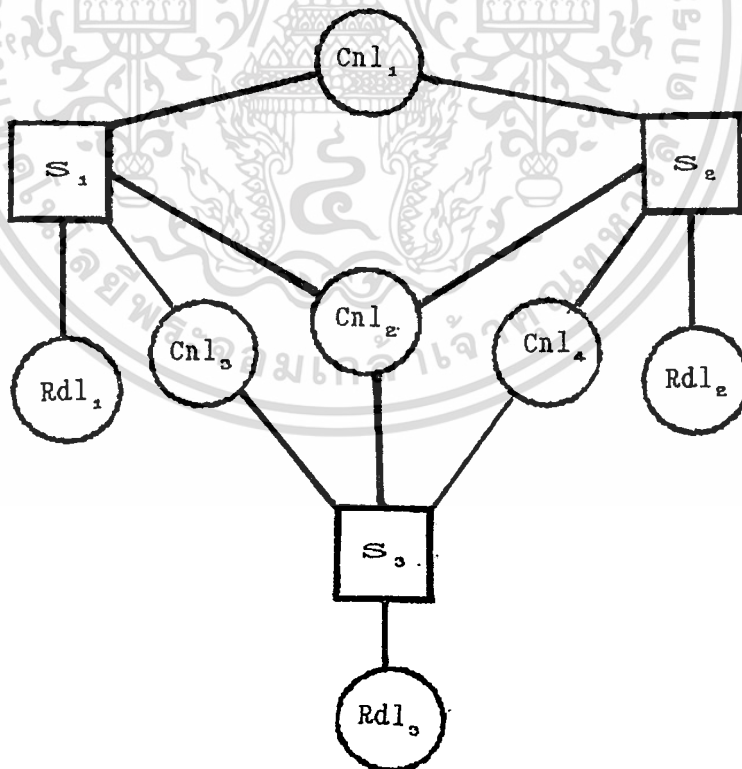 Cnl₁
S₁
S₂
Cnl₂
Cnl₃
Cnl₄
Rdl₁
Rdl₂
S₃
Rdl₃